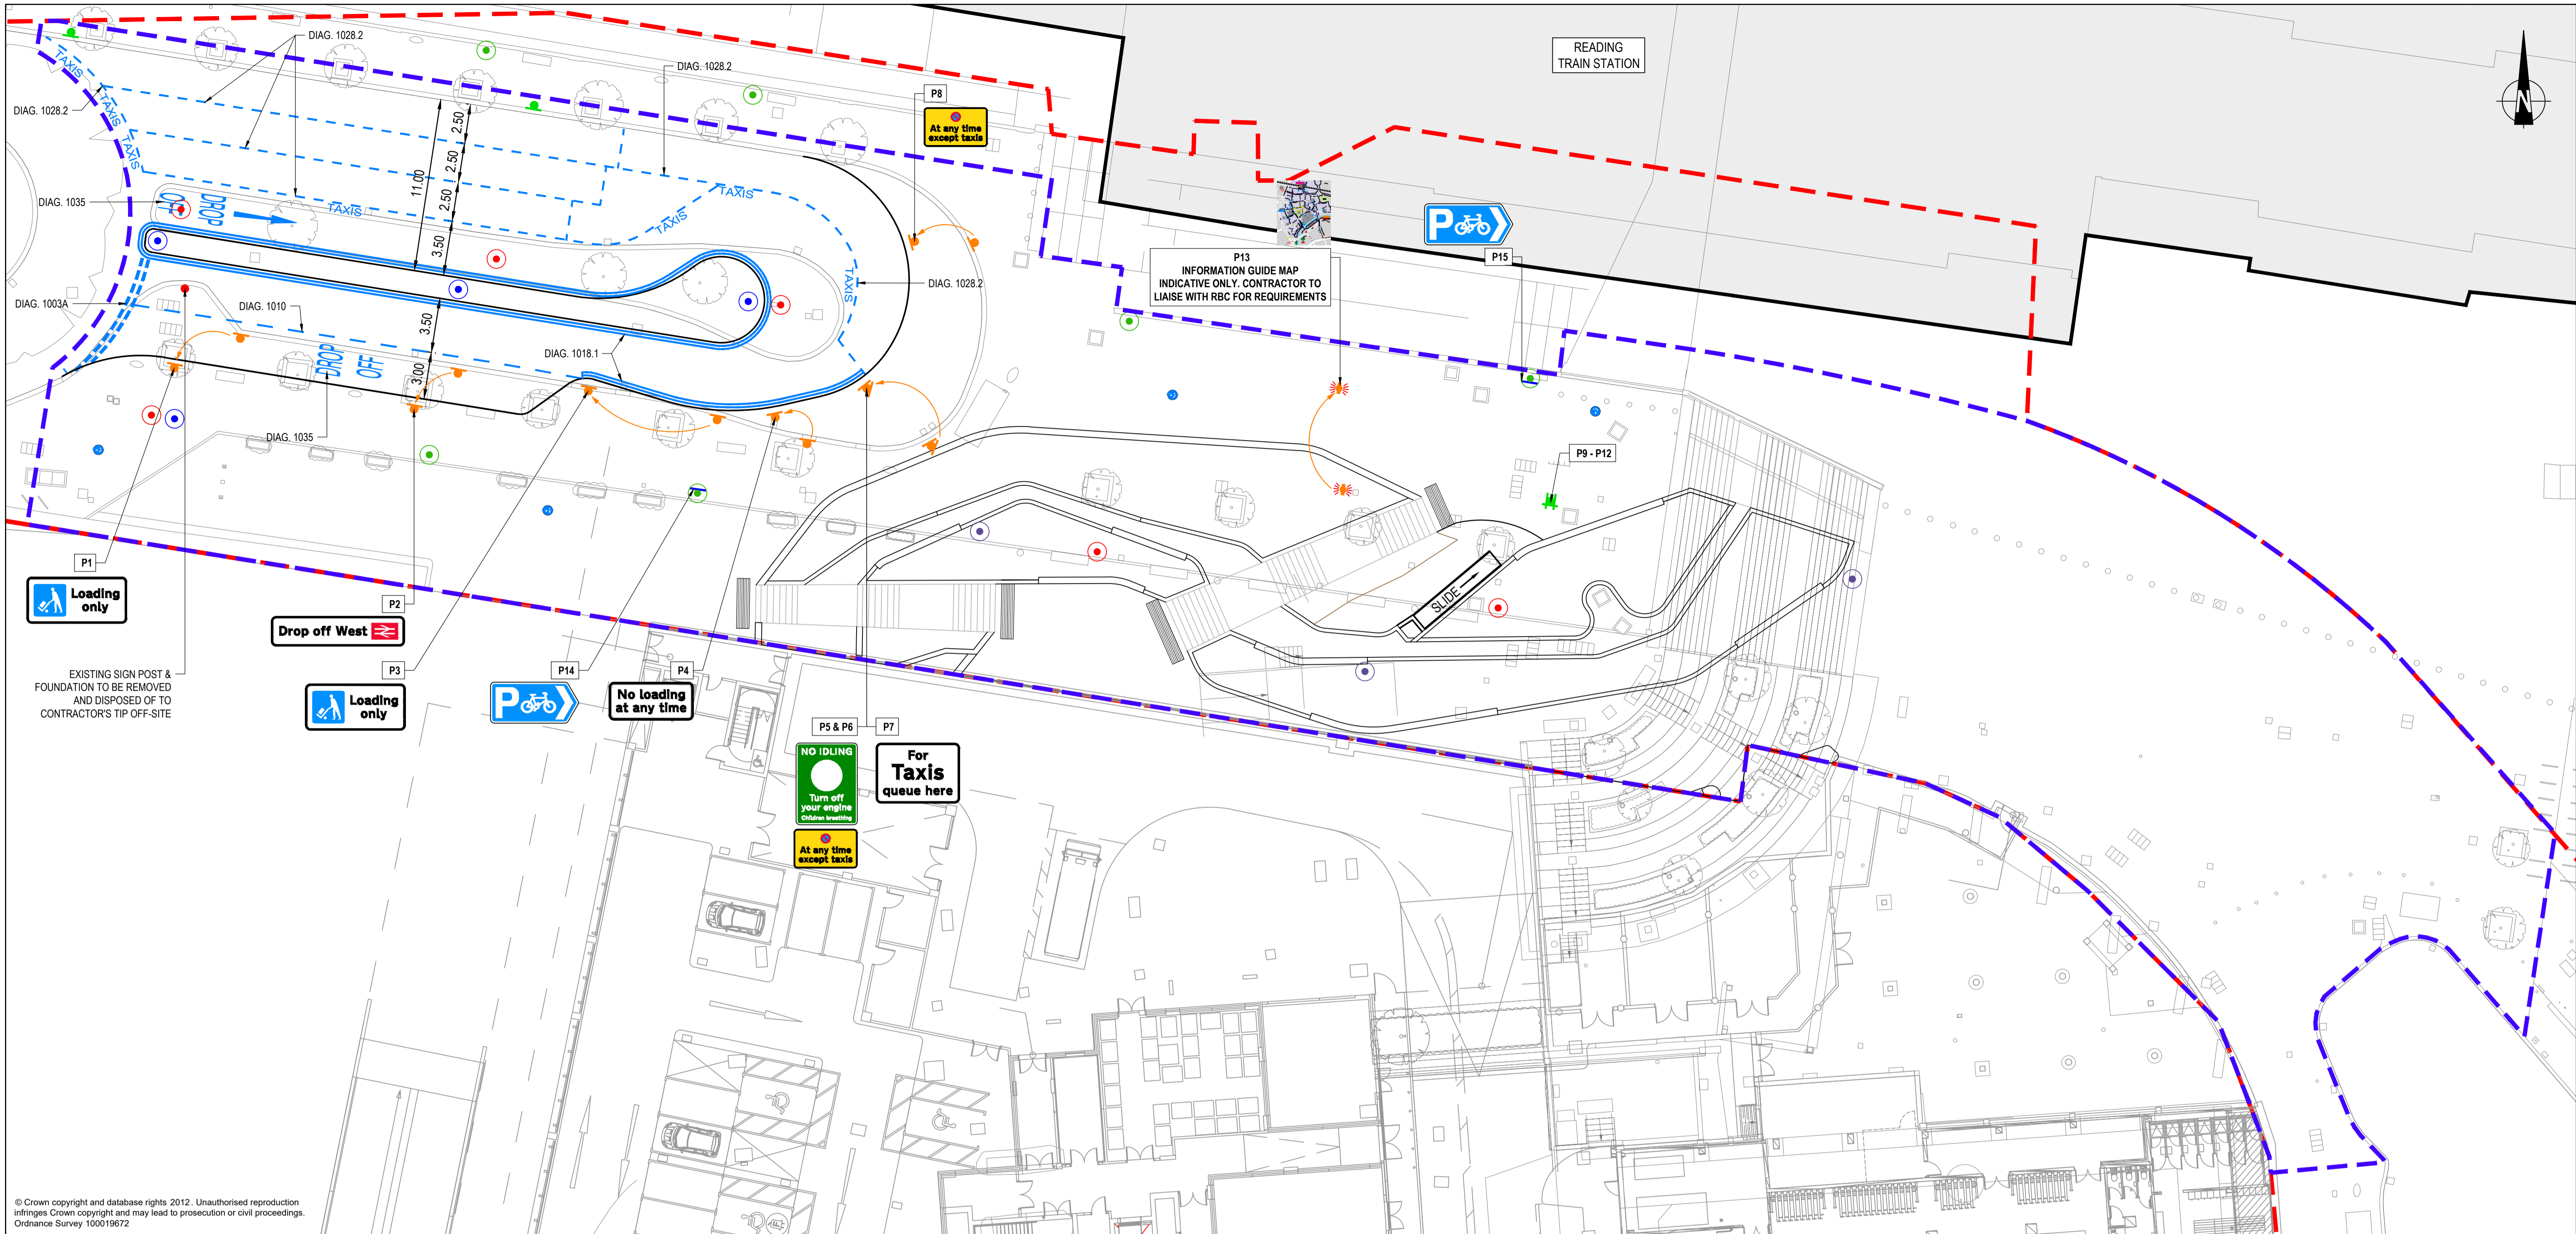 DIAG. 1028.2
DIAG. 1028.2
READING
TRAIN STATION
N
TAXIS
DIAG. 1028.2
TAXIS
TAXIS
P8
At any time
except taxis
2.50
2.50
11.00
2.50
3.50
TAXIS
TAXIS
TAXIS
TAXIS
DIAG. 1035
DROP
OFF
P
P15
P13
INFORMATION GUIDE MAP
INDICATIVE ONLY. CONTRACTOR TO
LIAISE WITH RBC FOR REQUIREMENTS
DIAG. 1028.2
DIAG. 1003A
DIAG. 1010
3.50
DIAG. 1018.1
DROP
OFF
3.00
DIAG. 1035
P9 - P12
SLIDE
P1
Loading
only
P2
Drop off West
P3
Loading
only
P14
P
P4
No loading
at any time
EXISTING SIGN POST &
FOUNDATION TO BE REMOVED
AND DISPOSED OF TO
CONTRACTOR'S TIP OFF-SITE
P5 & P6
P7
NO IDLING
Turn off
your engine
Children breathing
For
Taxis
queue here
At any time
except taxis
© Crown copyright and database rights 2012. Unauthorised reproduction
infringes Crown copyright and may lead to prosecution or civil proceedings.
Ordnance Survey 100019672